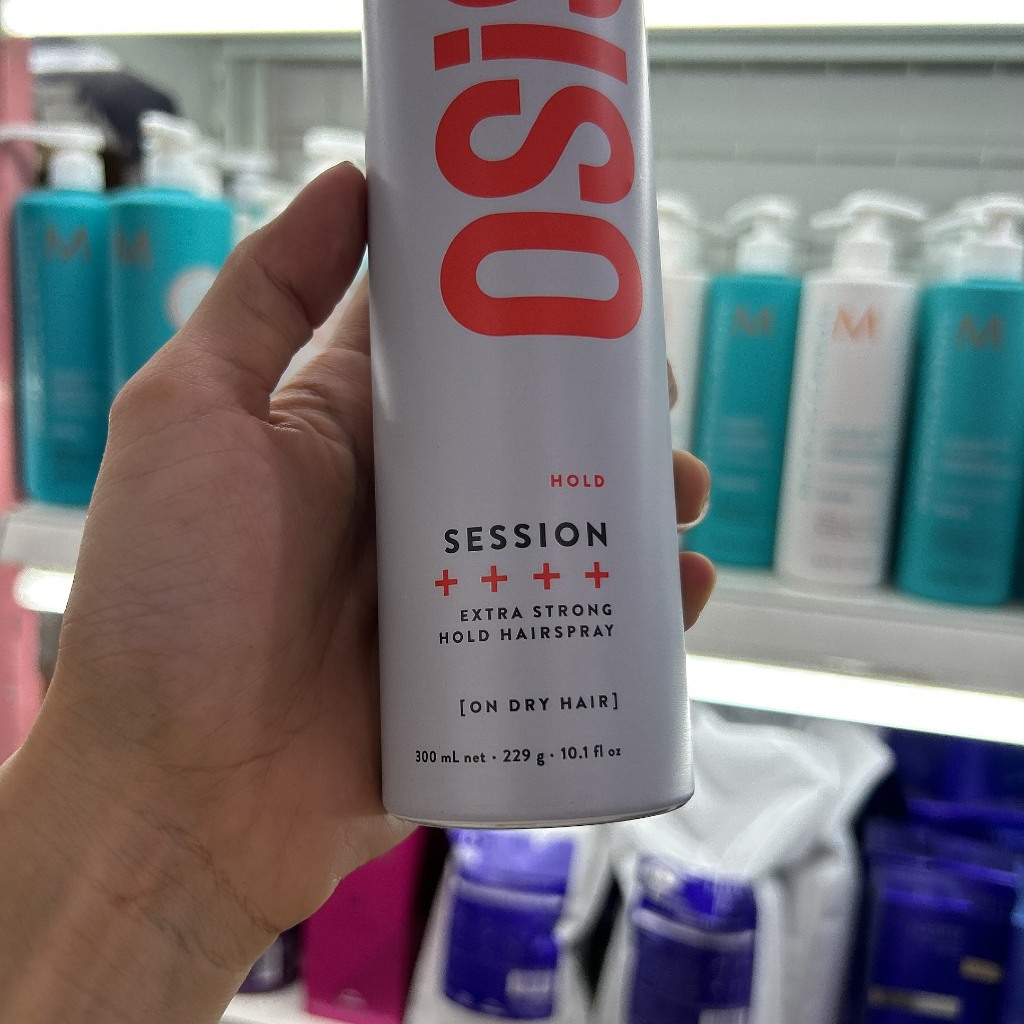 OSiS
HOLD
SESSION
++++
EXTRA STRONG
HOLD HAIRSPRAY
[ON DRY HAIR]
300 mL net · 229 g · 10.1 fl oz
M
M
M
M
M